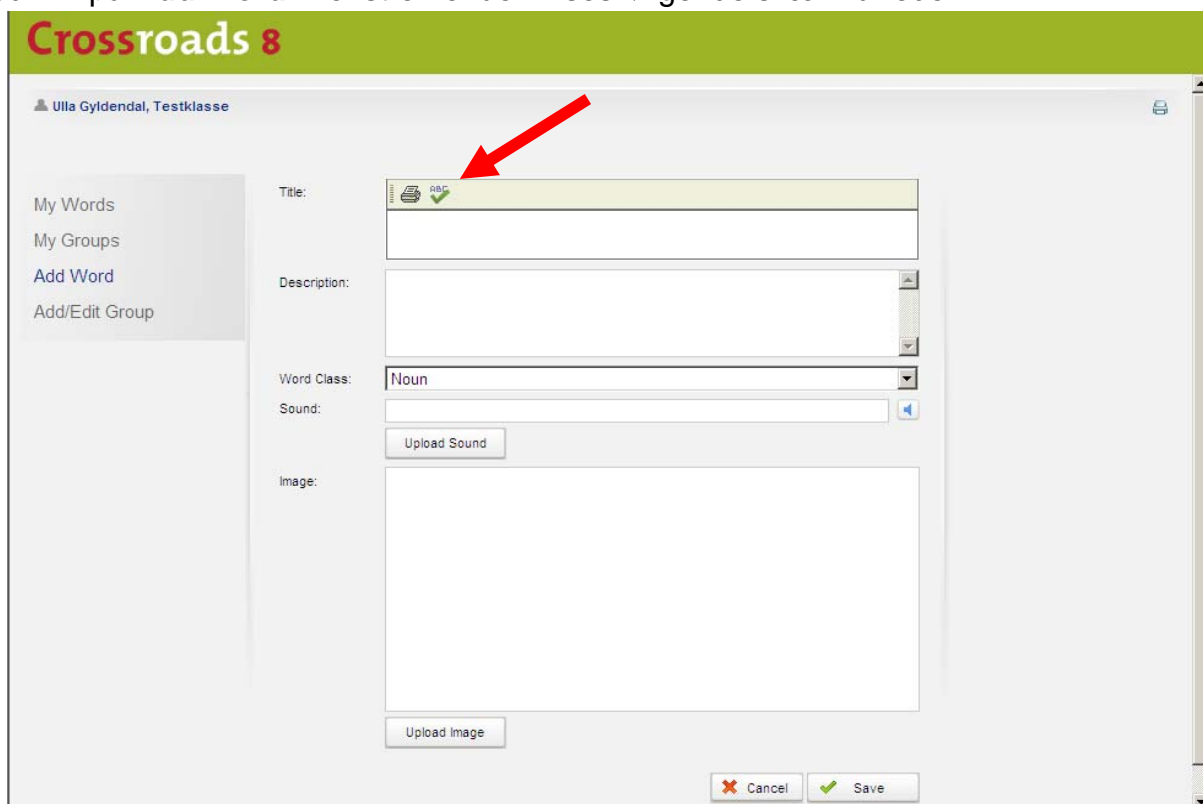 Crossroads 8
Ulla Gyldendal, Testklasse
My Words
My Groups
Add Word
Add/Edit Group
Title:
ABC
Description:
Word Class:
Noun
Sound:
Upload Sound
Image:
Upload Image
Cancel
Save